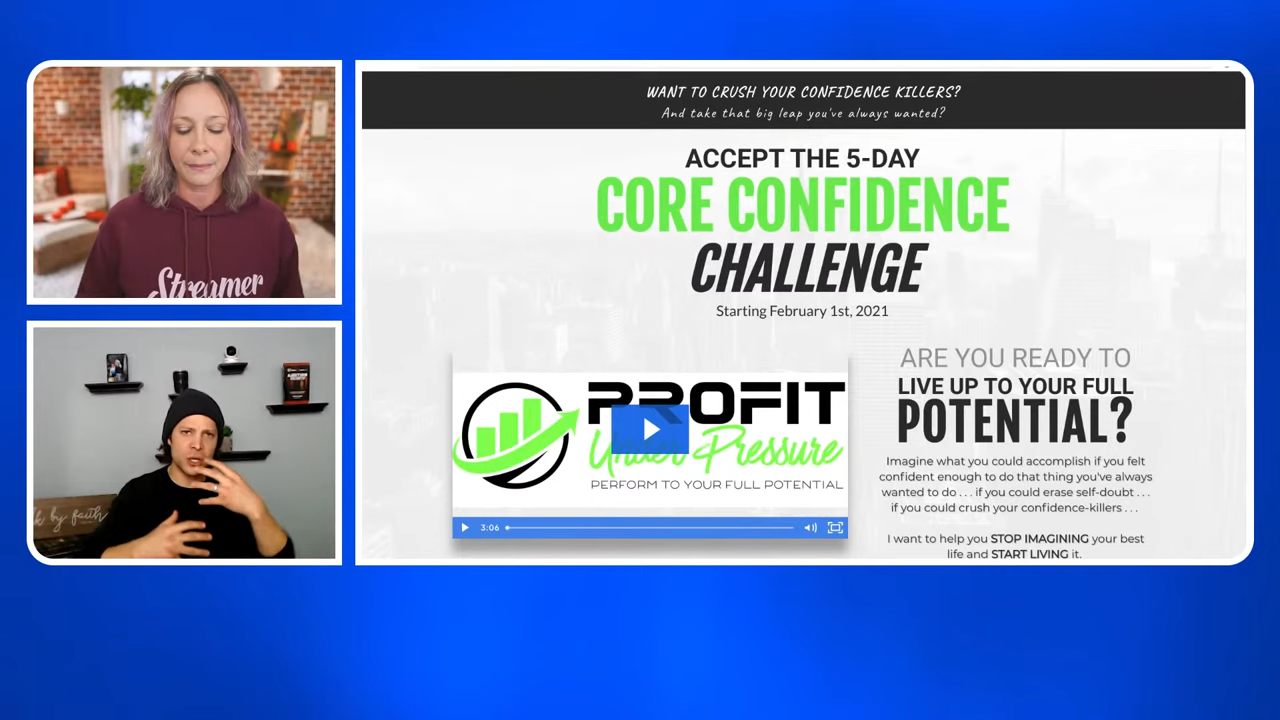 Streamer
k by faith
WANT TO CRUSH YOUR CONFIDENCE KILLERS?
And take that big leap you've always wanted?
ACCEPT THE 5-DAY
CORE CONFIDENCE
CHALLENGE
Starting February 1st, 2021
PROFIT
Under Pressure
PERFORM TO YOUR FULL POTENTIAL
3:06
ARE YOU READY TO
LIVE UP TO YOUR FULL
POTENTIAL?
Imagine what you could accomplish if you felt
confident enough to do that thing you've always
wanted to do . . . if you could erase self-doubt . . .
if you could crush your confidence-killers . . .
I want to help you STOP IMAGINING your best
life and START LIVING it.